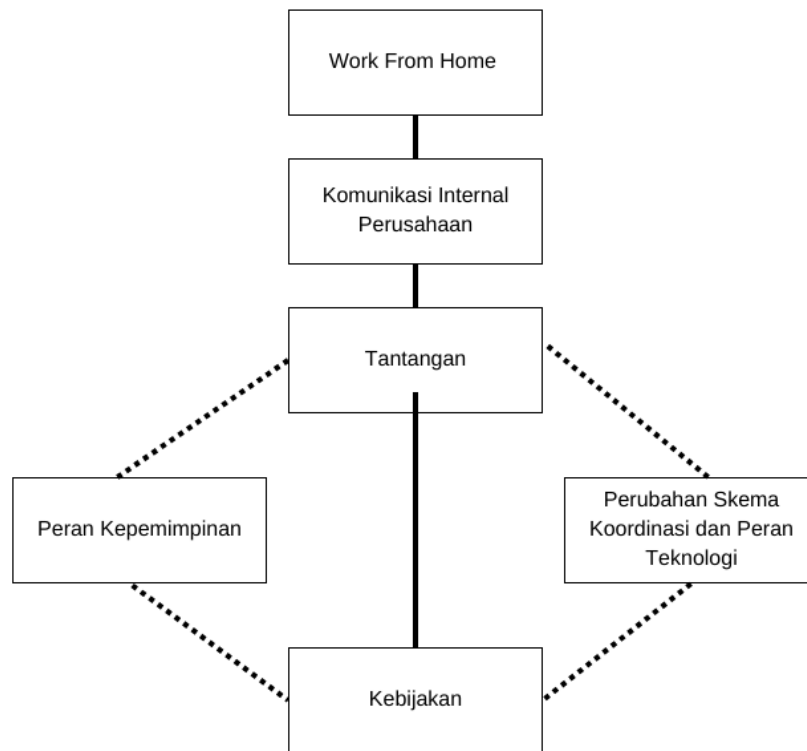 Work From Home
Komunikasi Internal
Perusahaan
Tantangan
Peran Kepemimpinan
Perubahan Skema
Koordinasi dan Peran
Teknologi
Kebijakan